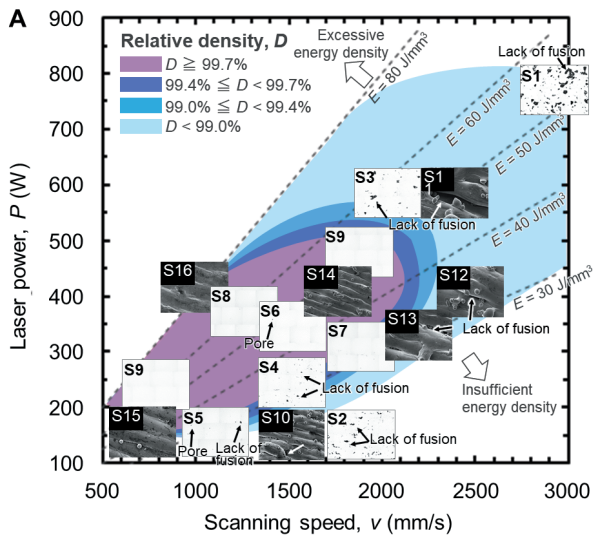 A
Relative density, D
D ≧ 99.7%
99.4% ≦ D < 99.7%
99.0% ≦ D < 99.4%
D < 99.0%
Excessive
energy density
E = 80 J/mm³
E = 60 J/mm³
E = 50 J/mm³
E = 40 J/mm³
E = 30 J/mm³
Lack of fusion
S1
S3
Lack of fusion
S1
S9
S16
S14
S12
Lack of fusion
S8
S6
Pore
S13
S7
S9
S4
Lack of fusion
Insufficient
energy density
S15
S5
Pore
Lack of
fusion
S10
S2
Lack of fusion
900
800
700
600
500
400
300
200
100
500 1000 1500 2000 2500 3000
Laser power, P (W)
Scanning speed, v (mm/s)